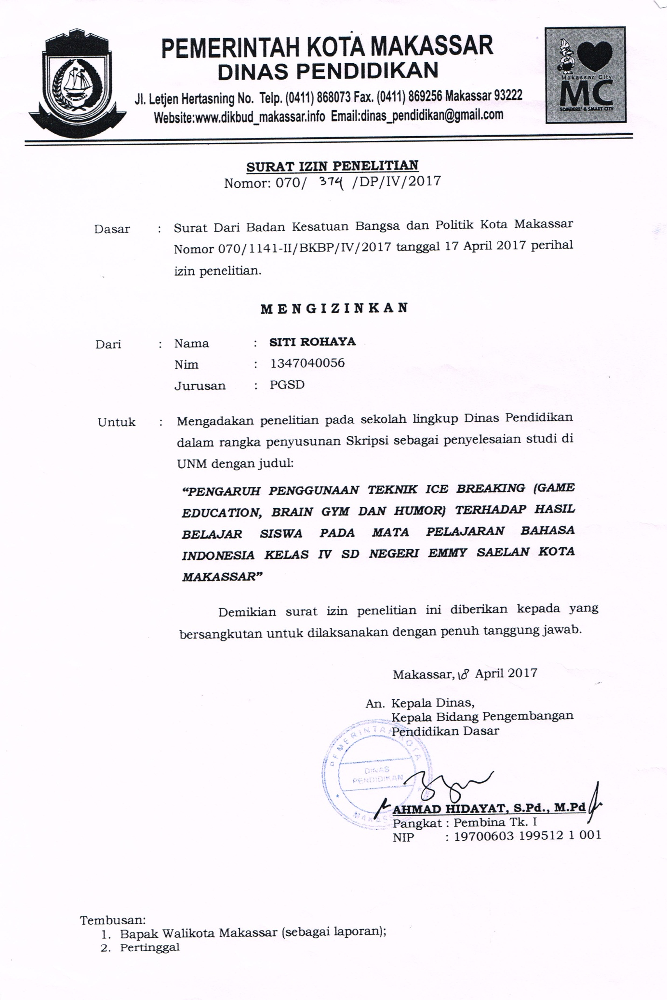 PEMERINTAH KOTA MAKASSAR
DINAS PENDIDIKAN
Jl. Letjen Hertasning No. Telp. (0411) 868073 Fax. (0411) 869256 Makassar 93222
Website:www.dikbud_makassar.info Email:dinas_pendidikan@gmail.com
Makassar City
MC
SOMBERE' & SMART CITY
SURAT IZIN PENELITIAN
Nomor: 070/ 374 /DP/IV/2017
Dasar : Surat Dari Badan Kesatuan Bangsa dan Politik Kota Makassar
Nomor 070/1141-II/BKBP/IV/2017 tanggal 17 April 2017 perihal
izin penelitian.
M E N G I Z I N K A N
Dari : Nama : SITI ROHAYA
Nim : 1347040056
Jurusan : PGSD
Untuk : Mengadakan penelitian pada sekolah lingkup Dinas Pendidikan
dalam rangka penyusunan Skripsi sebagai penyelesaian studi di
UNM dengan judul:
“PENGARUH PENGGUNAAN TEKNIK ICE BREAKING (GAME
EDUCATION, BRAIN GYM DAN HUMOR) TERHADAP HASIL
BELAJAR SISWA PADA MATA PELAJARAN BAHASA
INDONESIA KELAS IV SD NEGERI EMMY SAELAN KOTA
MAKASSAR”
Demikian surat izin penelitian ini diberikan kepada yang
bersangkutan untuk dilaksanakan dengan penuh tanggung jawab.
Makassar, 18 April 2017
An. Kepala Dinas,
Kepala Bidang Pengembangan
Pendidikan Dasar
PEMERINTAH KOTA
DINAS
PENDIDIKAN
AHMAD HIDAYAT, S.Pd., M.Pd
Pangkat : Pembina Tk. I
NIP : 19700603 199512 1 001
Tembusan:
1. Bapak Walikota Makassar (sebagai laporan);
2. Pertinggal